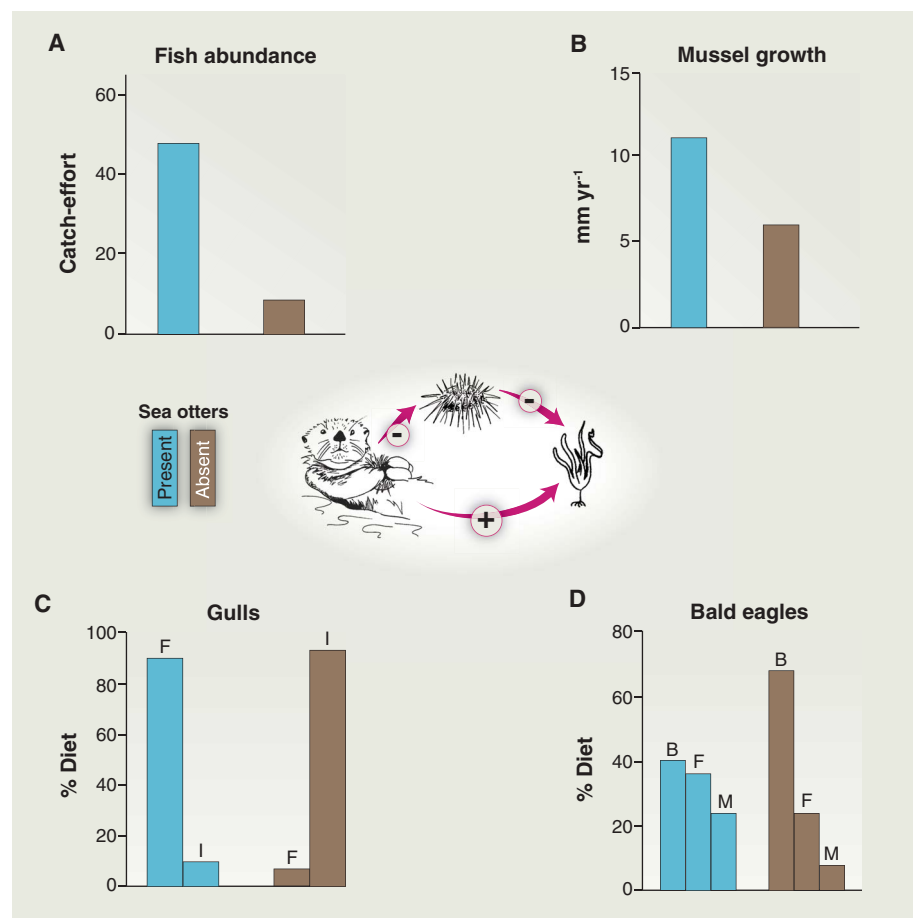 A
Fish abundance
Catch-effort
60
40
20
0
B
Mussel growth
mm yr-1
15
10
5
0
Sea otters
Present
Absent
-
-
+
C
Gulls
% Diet
100
80
60
40
20
0
F
I
F
I
D
Bald eagles
% Diet
80
60
40
20
0
B
F
M
B
F
M